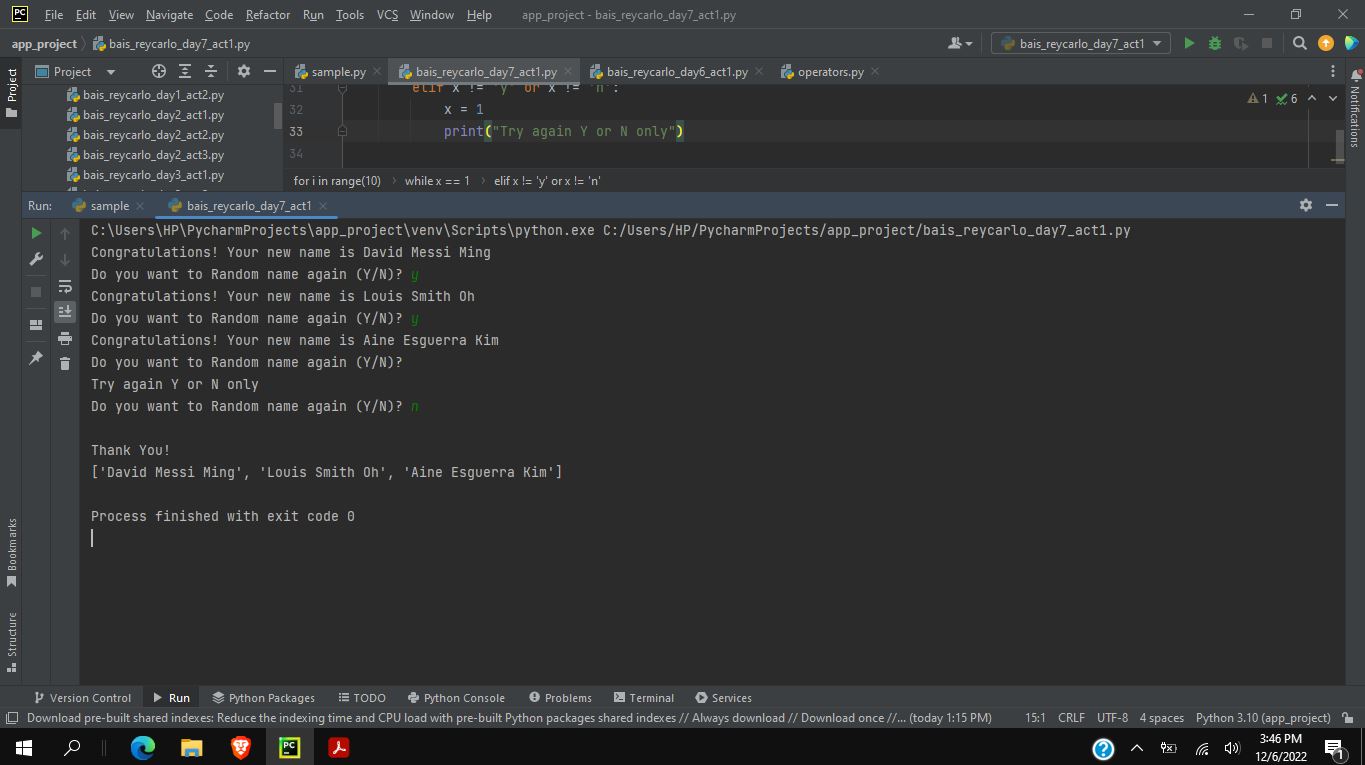 PC File Edit View Navigate Code Refactor Run Tools VCS Window Help app_project - bais_reycarlo_day7_act1.py
app_project bais_reycarlo_day7_act1.py bais_reycarlo_day7_act1
Project Project sample.py bais_reycarlo_day7_act1.py bais_reycarlo_day6_act1.py operators.py
Notifications
bais_reycarlo_day1_act2.py
bais_reycarlo_day2_act1.py
bais_reycarlo_day2_act2.py
bais_reycarlo_day2_act3.py
bais_reycarlo_day3_act1.py
31 elif x != 'y' or x != 'n': 1 6
32 x = 1
33 print("Try again Y or N only")
34
for i in range(10) while x == 1 elif x != 'y' or x != 'n'
Run: sample bais_reycarlo_day7_act1
C:\Users\HP\PycharmProjects\app_project\venv\Scripts\python.exe C:/Users/HP/PycharmProjects/app_project/bais_reycarlo_day7_act1.py
Congratulations! Your new name is David Messi Ming
Do you want to Random name again (Y/N)? y
Congratulations! Your new name is Louis Smith Oh
Do you want to Random name again (Y/N)? y
Congratulations! Your new name is Aine Esguerra Kim
Do you want to Random name again (Y/N)?
Try again Y or N only
Do you want to Random name again (Y/N)? n
Thank You!
['David Messi Ming', 'Louis Smith Oh', 'Aine Esguerra Kim']
Process finished with exit code 0
Bookmarks
Structure
Version Control Run Python Packages TODO Python Console Problems Terminal Services
Download pre-built shared indexes: Reduce the indexing time and CPU load with pre-built Python packages shared indexes // Always download // Download once //... (today 1:15 PM) 15:1 CRLF UTF-8 4 spaces Python 3.10 (app_project)
PC 3:46 PM
12/6/2022 1